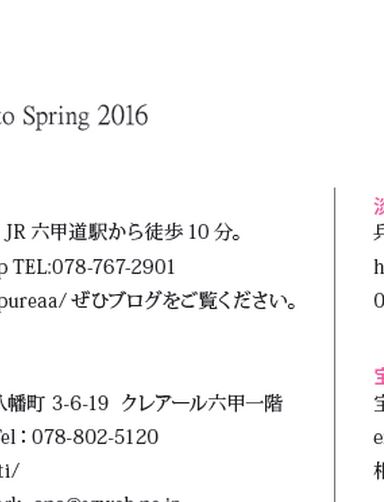 to Spring 2016
JR 六甲道駅から徒歩 10 分。
p TEL:078-767-2901
pureaa/ ぜひブログをご覧ください。
八幡町 3-6-19 クレアール六甲一階
Tel : 078-802-5120
ti/
淡
兵
h
0
宝
宝
e
相